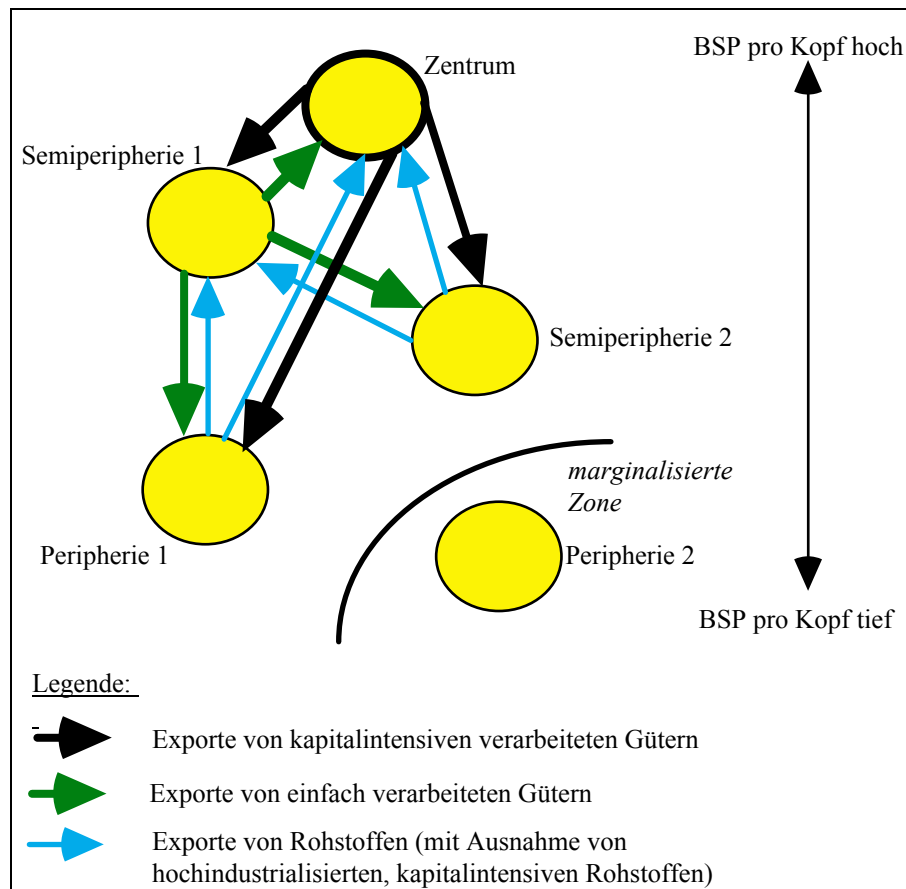 BSP pro Kopf hoch
Zentrum
Semiperipherie 1
Semiperipherie 2
marginalisierte
Zone
Peripherie 1
Peripherie 2
BSP pro Kopf tief
Legende:
Exporte von kapitalintensiven verarbeiteten Gütern
Exporte von einfach verarbeiteten Gütern
Exporte von Rohstoffen (mit Ausnahme von
hochindustrialisierten, kapitalintensiven Rohstoffen)